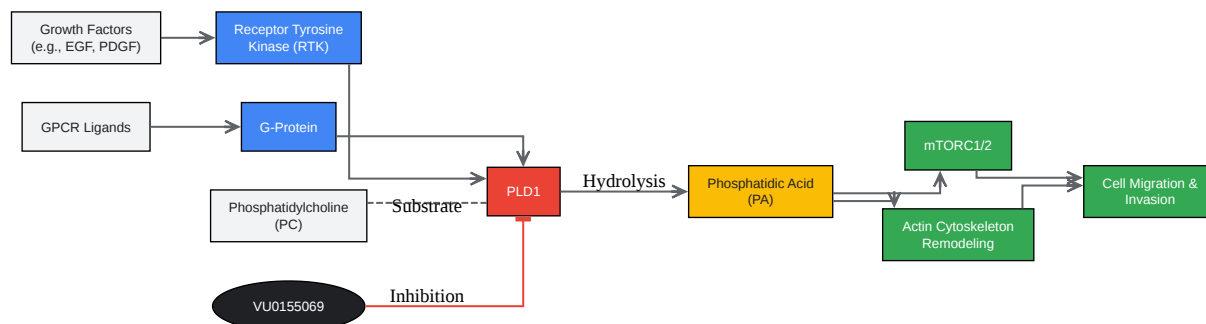 Growth Factors
(e.g., EGF, PDGF)
Receptor Tyrosine
Kinase (RTK)
GPCR Ligands
G-Protein
mTORC1/2
PLD1
Hydrolysis
Phosphatidic Acid
(PA)
Cell Migration &
Invasion
Phosphatidylcholine
(PC)
Substrate
Actin Cytoskeleton
Remodeling
VU0155069
Inhibition